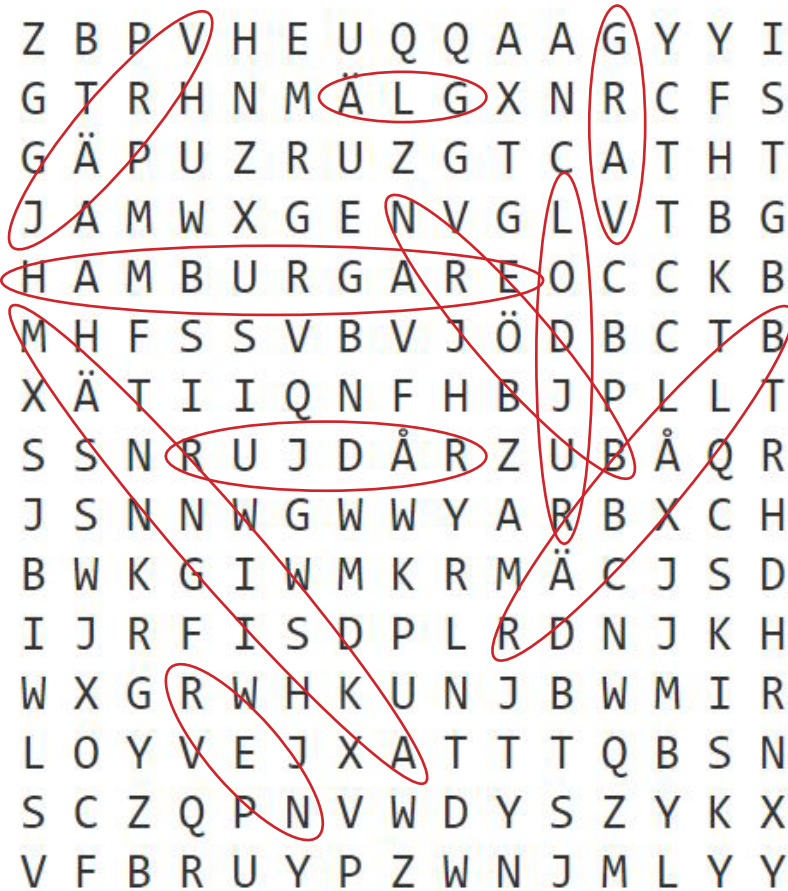 Z B P V H E U Q Q A A G Y Y I
G T R H N M Ä L G X N R C F S
G Ä P U Z R U Z G T C A T H T
J A M W X G E N V G L V T B G
H A M B U R G A R E O C C K B
M H F S S V B V J Ö D B C T B
X Ä T I I Q N F H B J P L L T
S S N R U J D Å R Z U B Å Q R
J S N N W G W W Y A R B X C H
B W K G I W M K R M Ä C J S D
I J R F I S D P L R D N J K H
W X G R W H K U N J B W M I R
L O Y V E J X A T T T Q B S N
S C Z Q P N V W D Y S Z Y K X
V F B R U Y P Z W N J M L Y Y